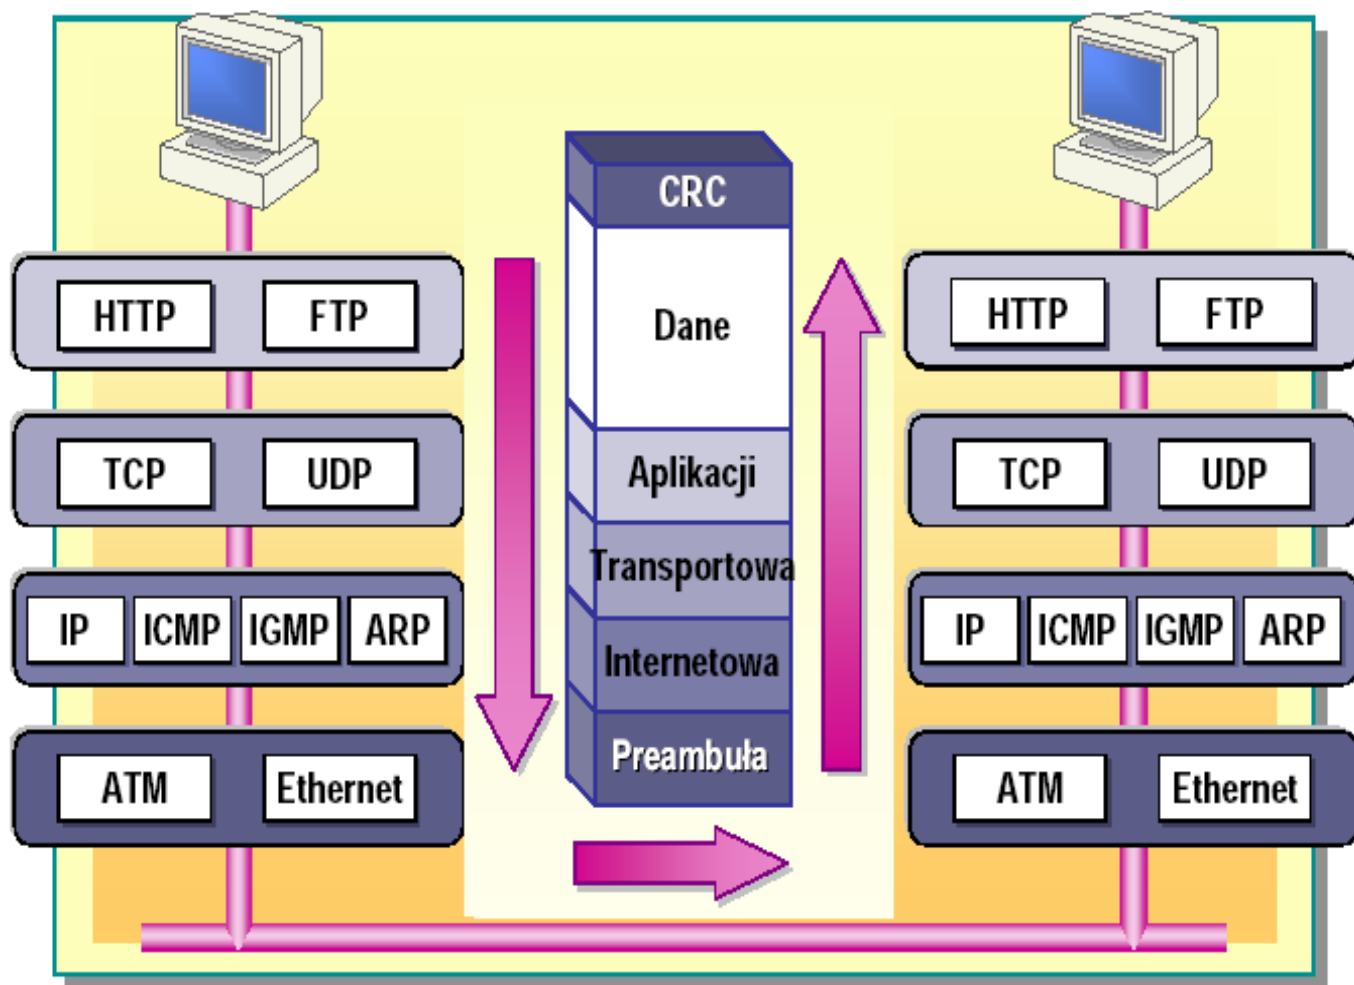 HTTP FTP
TCP UDP
IP ICMP IGMP ARP
ATM Ethernet
CRC
Dane
Aplikacji
Transportowa
Internetowa
Preambuła
HTTP FTP
TCP UDP
IP ICMP IGMP ARP
ATM Ethernet